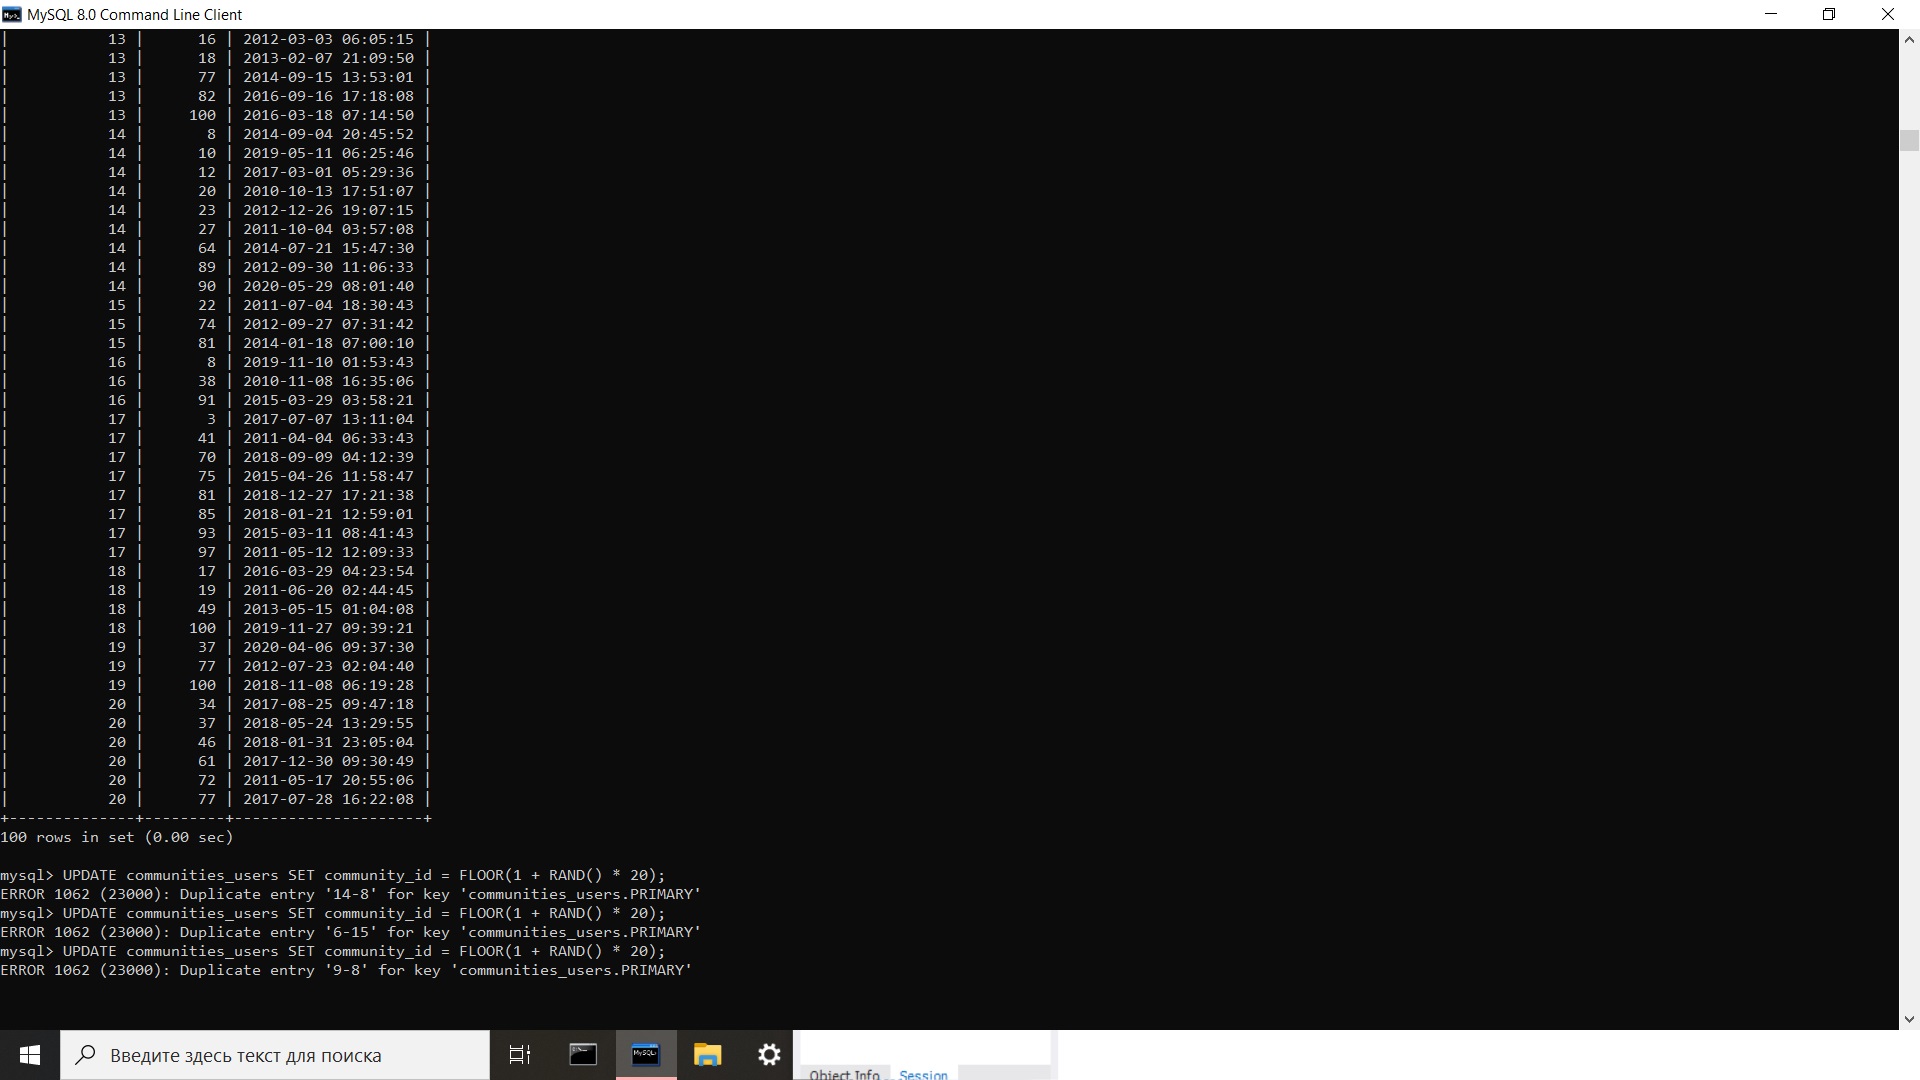 MySQL 8.0 Command Line Client
| 13 | 16 | 2012-03-03 06:05:15 |
| 13 | 18 | 2013-02-07 21:09:50 |
| 13 | 77 | 2014-09-15 13:53:01 |
| 13 | 82 | 2016-09-16 17:18:08 |
| 13 | 100 | 2016-03-18 07:14:50 |
| 14 | 8 | 2014-09-04 20:45:52 |
| 14 | 10 | 2019-05-11 06:25:46 |
| 14 | 12 | 2017-03-01 05:29:36 |
| 14 | 20 | 2010-10-13 17:51:07 |
| 14 | 23 | 2012-12-26 19:07:15 |
| 14 | 27 | 2011-10-04 03:57:08 |
| 14 | 64 | 2014-07-21 15:47:30 |
| 14 | 89 | 2012-09-30 11:06:33 |
| 14 | 90 | 2020-05-29 08:01:40 |
| 15 | 22 | 2011-07-04 18:30:43 |
| 15 | 74 | 2012-09-27 07:31:42 |
| 15 | 81 | 2014-01-18 07:00:10 |
| 16 | 8 | 2019-11-10 01:53:43 |
| 16 | 38 | 2010-11-08 16:35:06 |
| 16 | 91 | 2015-03-29 03:58:21 |
| 17 | 3 | 2017-07-07 13:11:04 |
| 17 | 41 | 2011-04-04 06:33:43 |
| 17 | 70 | 2018-09-09 04:12:39 |
| 17 | 75 | 2015-04-26 11:58:47 |
| 17 | 81 | 2018-12-27 17:21:38 |
| 17 | 85 | 2018-01-21 12:59:01 |
| 17 | 93 | 2015-03-11 08:41:43 |
| 17 | 97 | 2011-05-12 12:09:33 |
| 18 | 17 | 2016-03-29 04:23:54 |
| 18 | 19 | 2011-06-20 02:44:45 |
| 18 | 49 | 2013-05-15 01:04:08 |
| 18 | 100 | 2019-11-27 09:39:21 |
| 19 | 37 | 2020-04-06 09:37:30 |
| 19 | 77 | 2012-07-23 02:04:40 |
| 19 | 100 | 2018-11-08 06:19:28 |
| 20 | 34 | 2017-08-25 09:47:18 |
| 20 | 37 | 2018-05-24 13:29:55 |
| 20 | 46 | 2018-01-31 23:05:04 |
| 20 | 61 | 2017-12-30 09:30:49 |
| 20 | 72 | 2011-05-17 20:55:06 |
| 20 | 77 | 2017-07-28 16:22:08 |
+--------------+---------+---------------------+
100 rows in set (0.00 sec)
mysql> UPDATE communities_users SET community_id = FLOOR(1 + RAND() * 20);
ERROR 1062 (23000): Duplicate entry '14-8' for key 'communities_users.PRIMARY'
mysql> UPDATE communities_users SET community_id = FLOOR(1 + RAND() * 20);
ERROR 1062 (23000): Duplicate entry '6-15' for key 'communities_users.PRIMARY'
mysql> UPDATE communities_users SET community_id = FLOOR(1 + RAND() * 20);
ERROR 1062 (23000): Duplicate entry '9-8' for key 'communities_users.PRIMARY'
Введите здесь текст для поиска
Object Info Session